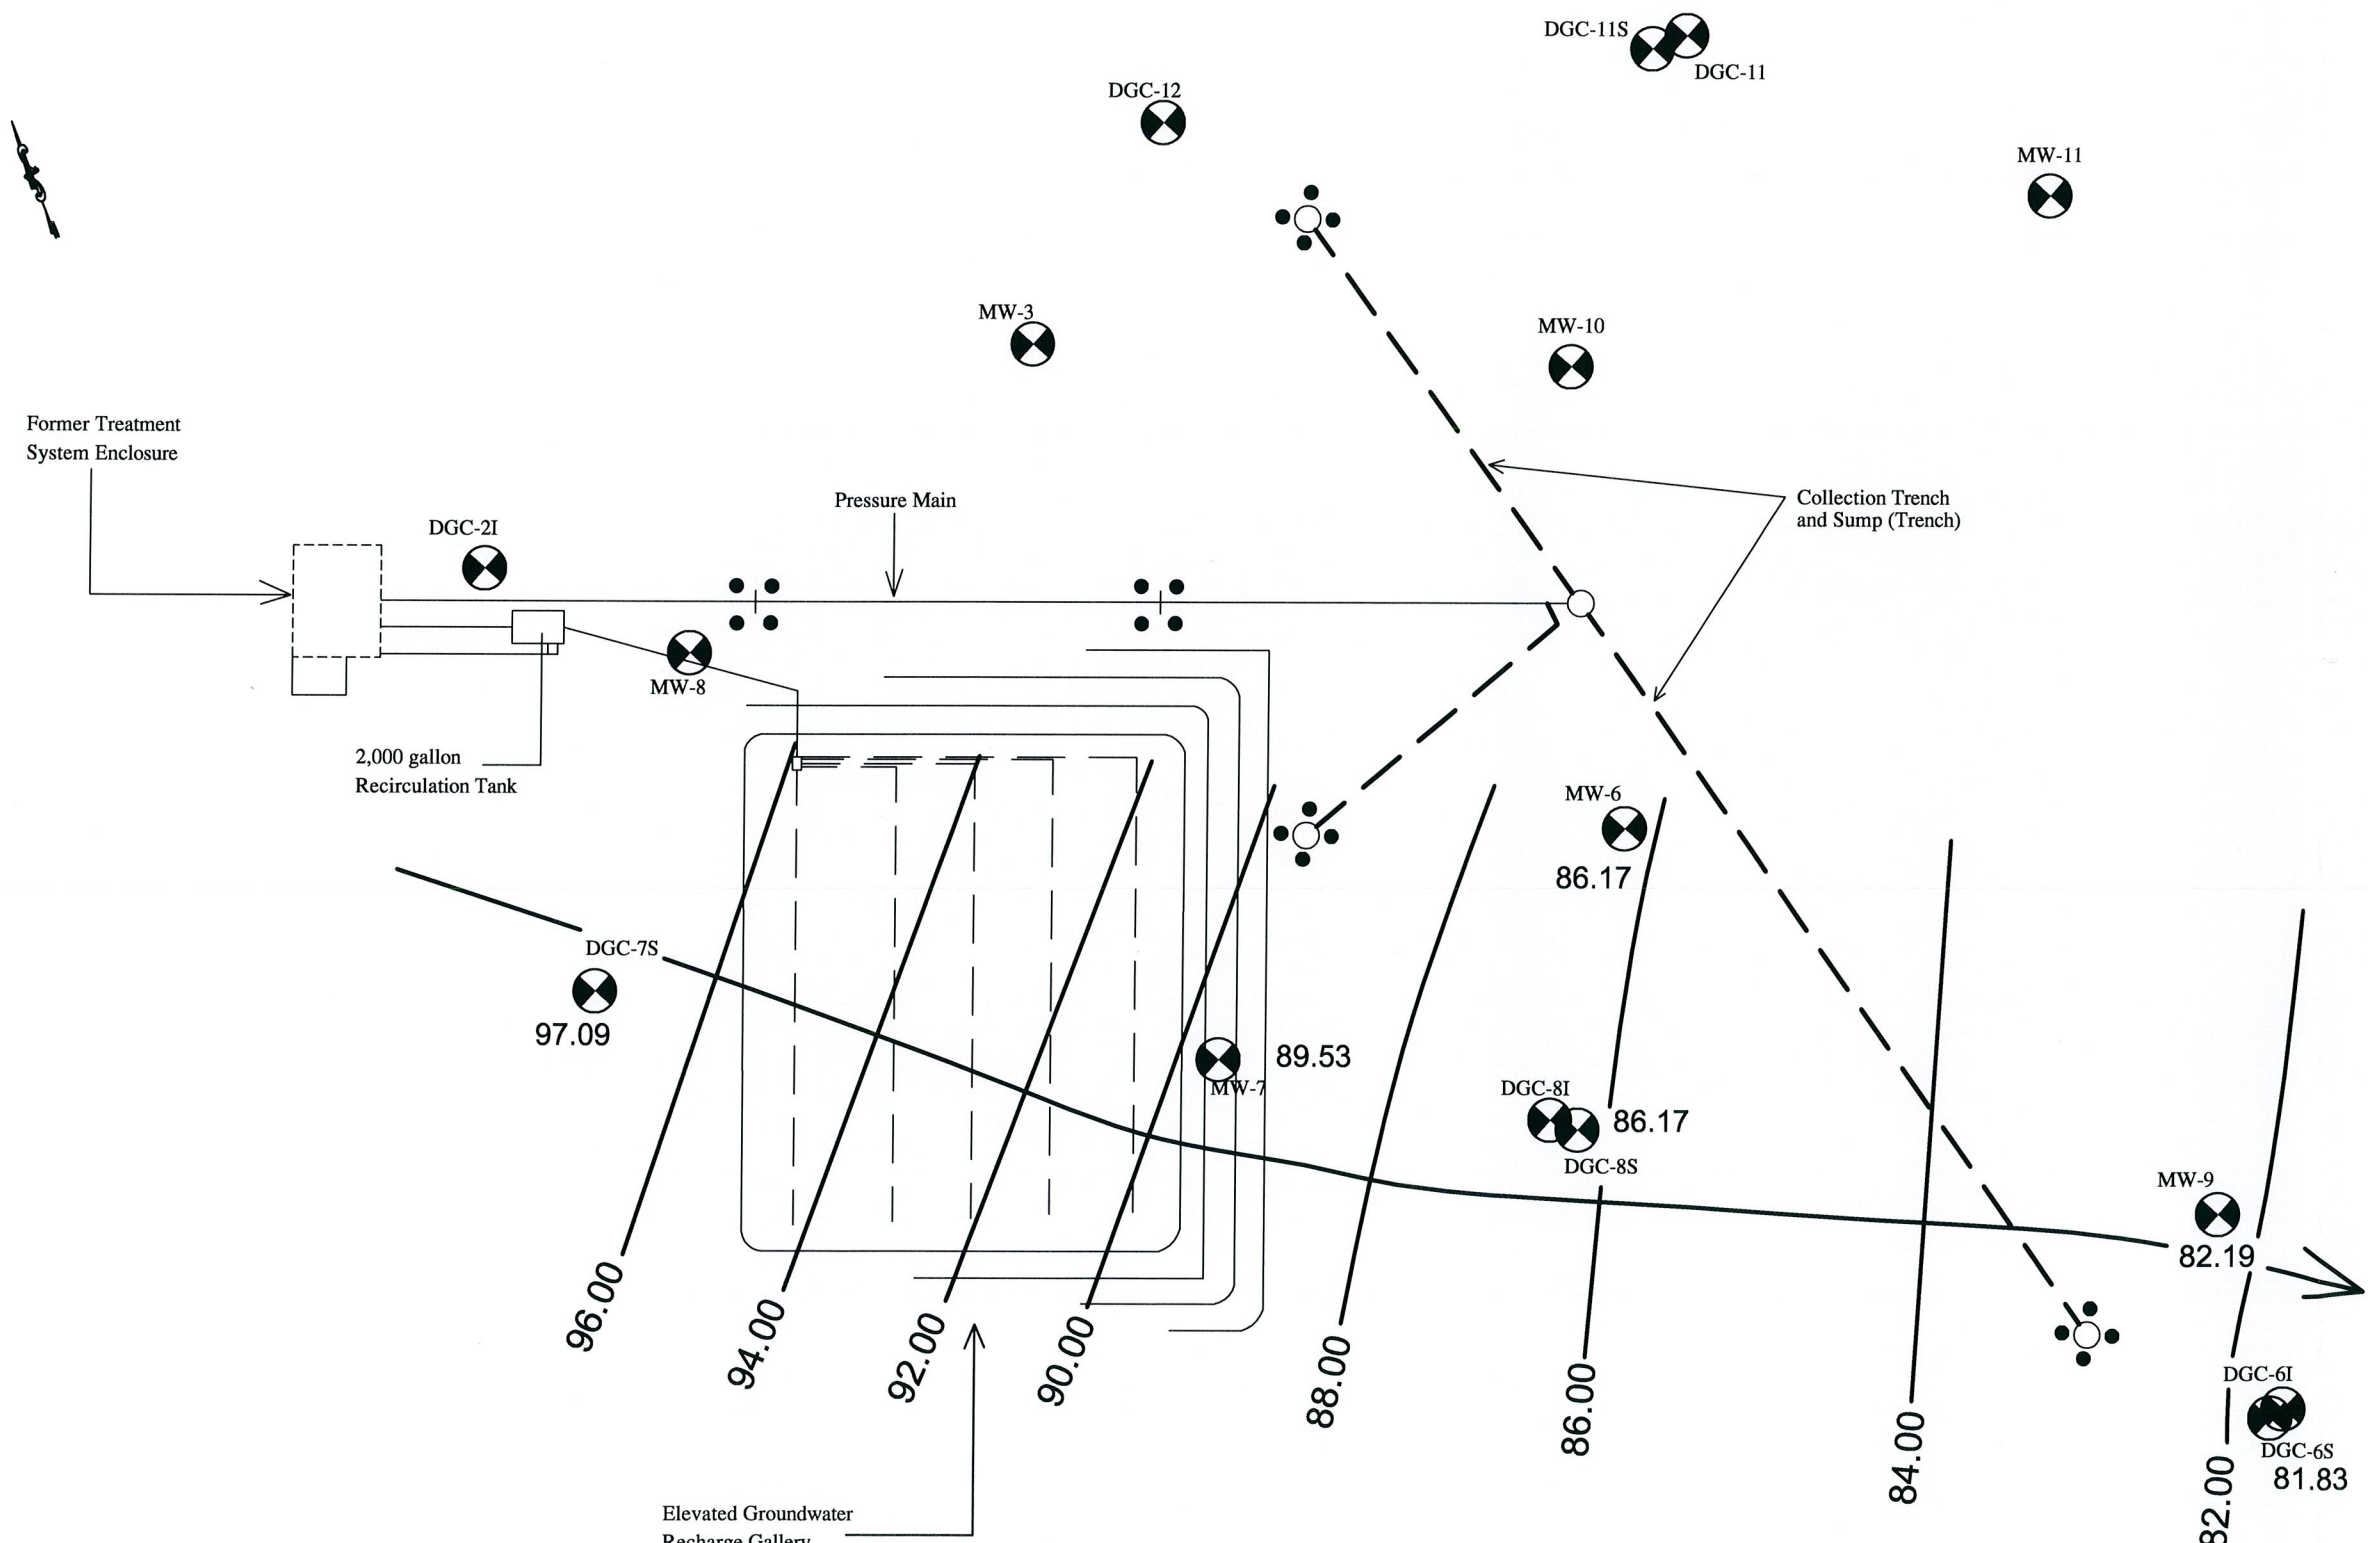 DGC-11S
DGC-11
DGC-12
MW-11
MW-3
MW-10
Former Treatment
System Enclosure
Pressure Main
Collection Trench
and Sump (Trench)
DGC-2I
MW-8
2,000 gallon
Recirculation Tank
MW-6
86.17
DGC-7S
97.09
89.53
MW-7
DGC-8I
86.17
DGC-8S
MW-9
82.19
96.00
94.00
92.00
90.00
88.00
86.00
84.00
82.00
DGC-6I
DGC-6S
81.83
Elevated Groundwater
Recharge Gallery